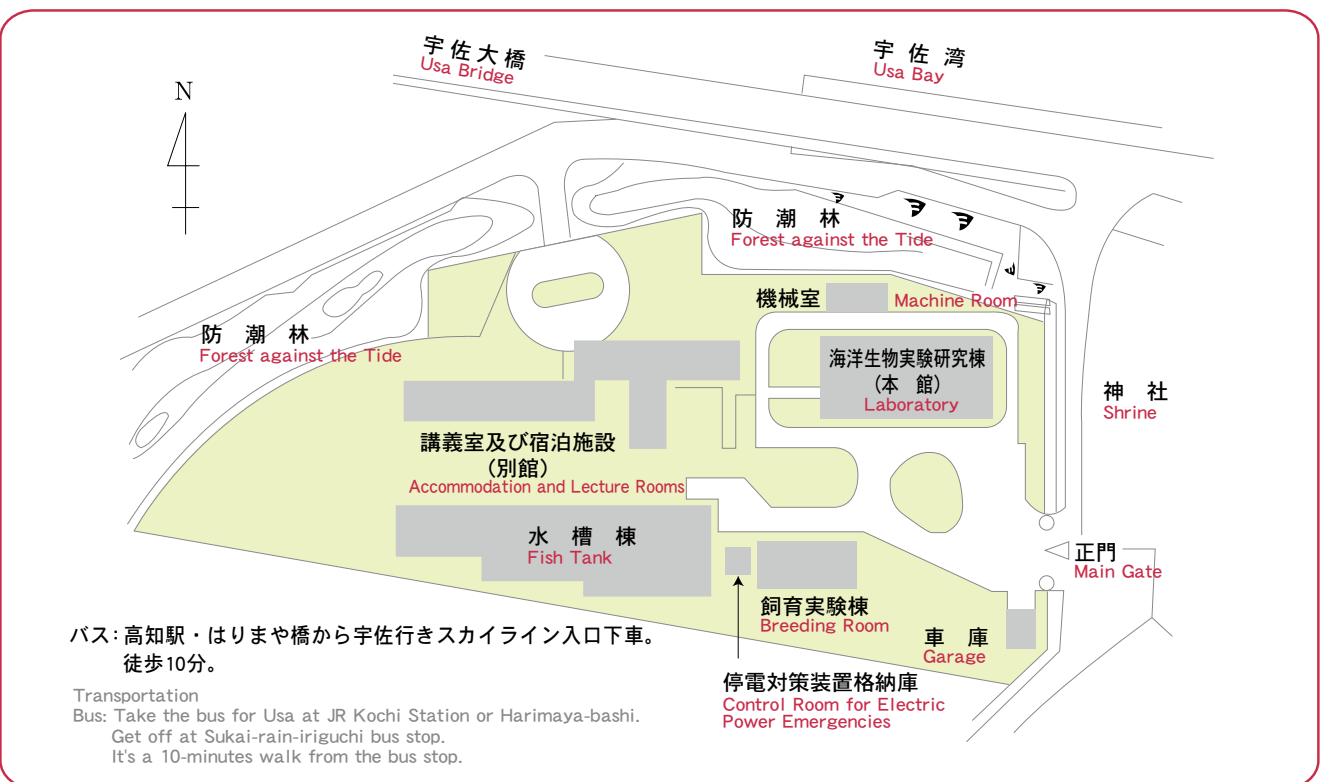 宇佐大橋
Usa Bridge
宇佐湾
Usa Bay
N
防潮林
Forest against the Tide
機械室
Machine Room
防潮林
Forest against the Tide
海洋生物実験研究棟
(本館)
Laboratory
神社
Shrine
講義室及び宿泊施設
(別館)
Accommodation and Lecture Rooms
水槽棟
Fish Tank
正門
Main Gate
飼育実験棟
Breeding Room
車庫
Garage
停電対策装置格納庫
Control Room for Electric
Power Emergencies
バス:高知駅・はりまや橋から宇佐行きスカイライン入口下車。
徒歩10分。
Transportation
Bus: Take the bus for Usa at JR Kochi Station or Harimaya-bashi.
Get off at Sukai-rain-iriguchi bus stop.
It's a 10-minutes walk from the bus stop.